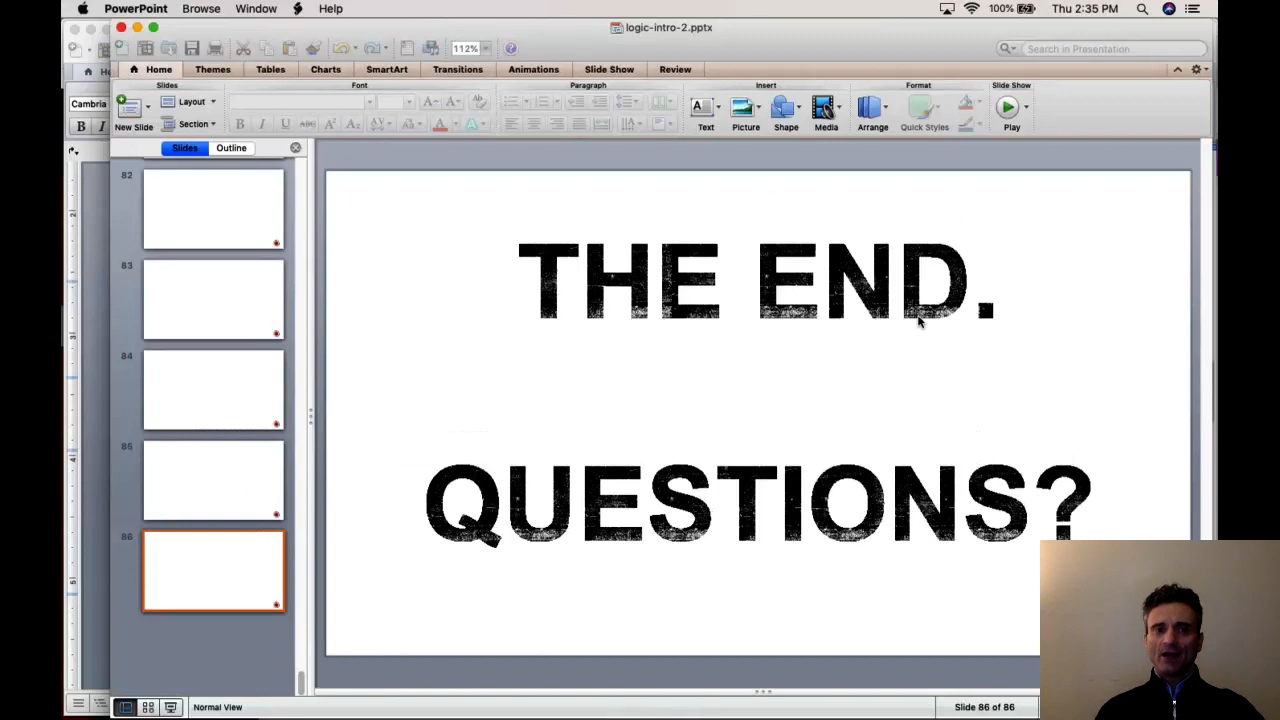 PowerPoint Browse Window Help 100% Thu 2:35 PM
logic-intro-2.pptx
112% Search in Presentation
Home Themes Tables Charts SmartArt Transitions Animations Slide Show Review
Slides Font Paragraph Insert Format Slide Show
Cambria
Layout
New Slide Section
B I U ABC A² A₂ Text Picture Shape Media Arrange Quick Styles Play
Slides Outline
82
83
84
85
86
THE END.
QUESTIONS?
Normal View Slide 86 of 86